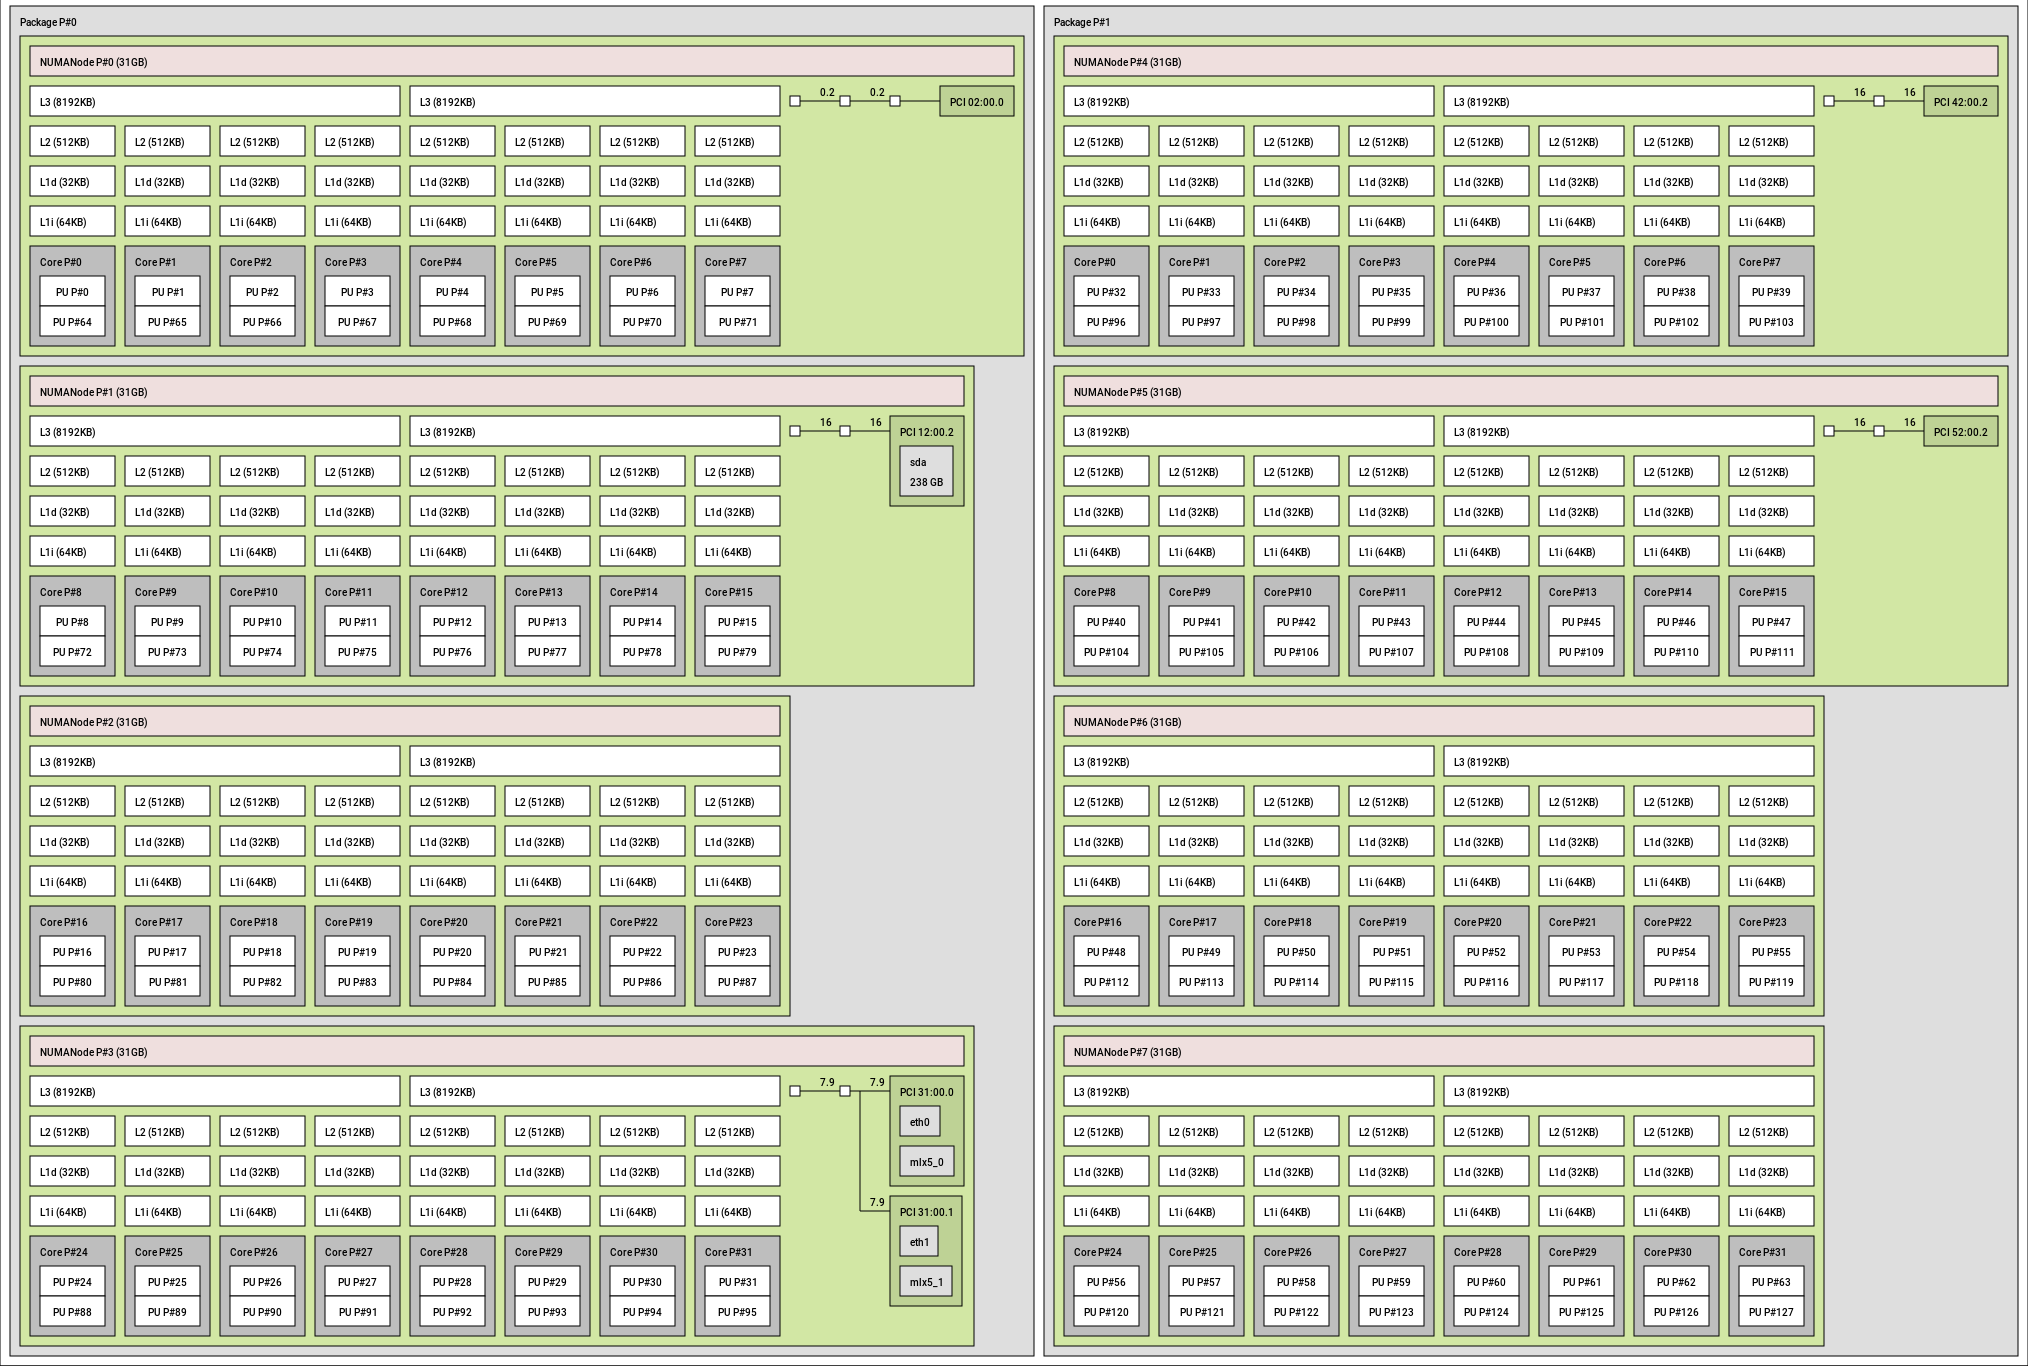 Package P#0
NUMANode P#0 (31GB)
L3 (8192KB) L3 (8192KB) 0.2 0.2 PCI 02:00.0
L2 (512KB) L2 (512KB) L2 (512KB) L2 (512KB) L2 (512KB) L2 (512KB) L2 (512KB) L2 (512KB)
L1d (32KB) L1d (32KB) L1d (32KB) L1d (32KB) L1d (32KB) L1d (32KB) L1d (32KB) L1d (32KB)
L1i (64KB) L1i (64KB) L1i (64KB) L1i (64KB) L1i (64KB) L1i (64KB) L1i (64KB) L1i (64KB)
Core P#0 Core P#1 Core P#2 Core P#3 Core P#4 Core P#5 Core P#6 Core P#7
PU P#0 PU P#1 PU P#2 PU P#3 PU P#4 PU P#5 PU P#6 PU P#7
PU P#64 PU P#65 PU P#66 PU P#67 PU P#68 PU P#69 PU P#70 PU P#71
NUMANode P#1 (31GB)
L3 (8192KB) L3 (8192KB) 16 16 PCI 12:00.2
sda
238 GB
L2 (512KB) L2 (512KB) L2 (512KB) L2 (512KB) L2 (512KB) L2 (512KB) L2 (512KB) L2 (512KB)
L1d (32KB) L1d (32KB) L1d (32KB) L1d (32KB) L1d (32KB) L1d (32KB) L1d (32KB) L1d (32KB)
L1i (64KB) L1i (64KB) L1i (64KB) L1i (64KB) L1i (64KB) L1i (64KB) L1i (64KB) L1i (64KB)
Core P#8 Core P#9 Core P#10 Core P#11 Core P#12 Core P#13 Core P#14 Core P#15
PU P#8 PU P#9 PU P#10 PU P#11 PU P#12 PU P#13 PU P#14 PU P#15
PU P#72 PU P#73 PU P#74 PU P#75 PU P#76 PU P#77 PU P#78 PU P#79
NUMANode P#2 (31GB)
L3 (8192KB) L3 (8192KB)
L2 (512KB) L2 (512KB) L2 (512KB) L2 (512KB) L2 (512KB) L2 (512KB) L2 (512KB) L2 (512KB)
L1d (32KB) L1d (32KB) L1d (32KB) L1d (32KB) L1d (32KB) L1d (32KB) L1d (32KB) L1d (32KB)
L1i (64KB) L1i (64KB) L1i (64KB) L1i (64KB) L1i (64KB) L1i (64KB) L1i (64KB) L1i (64KB)
Core P#16 Core P#17 Core P#18 Core P#19 Core P#20 Core P#21 Core P#22 Core P#23
PU P#16 PU P#17 PU P#18 PU P#19 PU P#20 PU P#21 PU P#22 PU P#23
PU P#80 PU P#81 PU P#82 PU P#83 PU P#84 PU P#85 PU P#86 PU P#87
NUMANode P#3 (31GB)
L3 (8192KB) L3 (8192KB) 7.9 7.9 PCI 31:00.0
eth0
mlx5_0
7.9 PCI 31:00.1
eth1
mlx5_1
L2 (512KB) L2 (512KB) L2 (512KB) L2 (512KB) L2 (512KB) L2 (512KB) L2 (512KB) L2 (512KB)
L1d (32KB) L1d (32KB) L1d (32KB) L1d (32KB) L1d (32KB) L1d (32KB) L1d (32KB) L1d (32KB)
L1i (64KB) L1i (64KB) L1i (64KB) L1i (64KB) L1i (64KB) L1i (64KB) L1i (64KB) L1i (64KB)
Core P#24 Core P#25 Core P#26 Core P#27 Core P#28 Core P#29 Core P#30 Core P#31
PU P#24 PU P#25 PU P#26 PU P#27 PU P#28 PU P#29 PU P#30 PU P#31
PU P#88 PU P#89 PU P#90 PU P#91 PU P#92 PU P#93 PU P#94 PU P#95
Package P#1
NUMANode P#4 (31GB)
L3 (8192KB) L3 (8192KB) 16 16 PCI 42:00.2
L2 (512KB) L2 (512KB) L2 (512KB) L2 (512KB) L2 (512KB) L2 (512KB) L2 (512KB) L2 (512KB)
L1d (32KB) L1d (32KB) L1d (32KB) L1d (32KB) L1d (32KB) L1d (32KB) L1d (32KB) L1d (32KB)
L1i (64KB) L1i (64KB) L1i (64KB) L1i (64KB) L1i (64KB) L1i (64KB) L1i (64KB) L1i (64KB)
Core P#0 Core P#1 Core P#2 Core P#3 Core P#4 Core P#5 Core P#6 Core P#7
PU P#32 PU P#33 PU P#34 PU P#35 PU P#36 PU P#37 PU P#38 PU P#39
PU P#96 PU P#97 PU P#98 PU P#99 PU P#100 PU P#101 PU P#102 PU P#103
NUMANode P#5 (31GB)
L3 (8192KB) L3 (8192KB) 16 16 PCI 52:00.2
L2 (512KB) L2 (512KB) L2 (512KB) L2 (512KB) L2 (512KB) L2 (512KB) L2 (512KB) L2 (512KB)
L1d (32KB) L1d (32KB) L1d (32KB) L1d (32KB) L1d (32KB) L1d (32KB) L1d (32KB) L1d (32KB)
L1i (64KB) L1i (64KB) L1i (64KB) L1i (64KB) L1i (64KB) L1i (64KB) L1i (64KB) L1i (64KB)
Core P#8 Core P#9 Core P#10 Core P#11 Core P#12 Core P#13 Core P#14 Core P#15
PU P#40 PU P#41 PU P#42 PU P#43 PU P#44 PU P#45 PU P#46 PU P#47
PU P#104 PU P#105 PU P#106 PU P#107 PU P#108 PU P#109 PU P#110 PU P#111
NUMANode P#6 (31GB)
L3 (8192KB) L3 (8192KB)
L2 (512KB) L2 (512KB) L2 (512KB) L2 (512KB) L2 (512KB) L2 (512KB) L2 (512KB) L2 (512KB)
L1d (32KB) L1d (32KB) L1d (32KB) L1d (32KB) L1d (32KB) L1d (32KB) L1d (32KB) L1d (32KB)
L1i (64KB) L1i (64KB) L1i (64KB) L1i (64KB) L1i (64KB) L1i (64KB) L1i (64KB) L1i (64KB)
Core P#16 Core P#17 Core P#18 Core P#19 Core P#20 Core P#21 Core P#22 Core P#23
PU P#48 PU P#49 PU P#50 PU P#51 PU P#52 PU P#53 PU P#54 PU P#55
PU P#112 PU P#113 PU P#114 PU P#115 PU P#116 PU P#117 PU P#118 PU P#119
NUMANode P#7 (31GB)
L3 (8192KB) L3 (8192KB)
L2 (512KB) L2 (512KB) L2 (512KB) L2 (512KB) L2 (512KB) L2 (512KB) L2 (512KB) L2 (512KB)
L1d (32KB) L1d (32KB) L1d (32KB) L1d (32KB) L1d (32KB) L1d (32KB) L1d (32KB) L1d (32KB)
L1i (64KB) L1i (64KB) L1i (64KB) L1i (64KB) L1i (64KB) L1i (64KB) L1i (64KB) L1i (64KB)
Core P#24 Core P#25 Core P#26 Core P#27 Core P#28 Core P#29 Core P#30 Core P#31
PU P#56 PU P#57 PU P#58 PU P#59 PU P#60 PU P#61 PU P#62 PU P#63
PU P#120 PU P#121 PU P#122 PU P#123 PU P#124 PU P#125 PU P#126 PU P#127